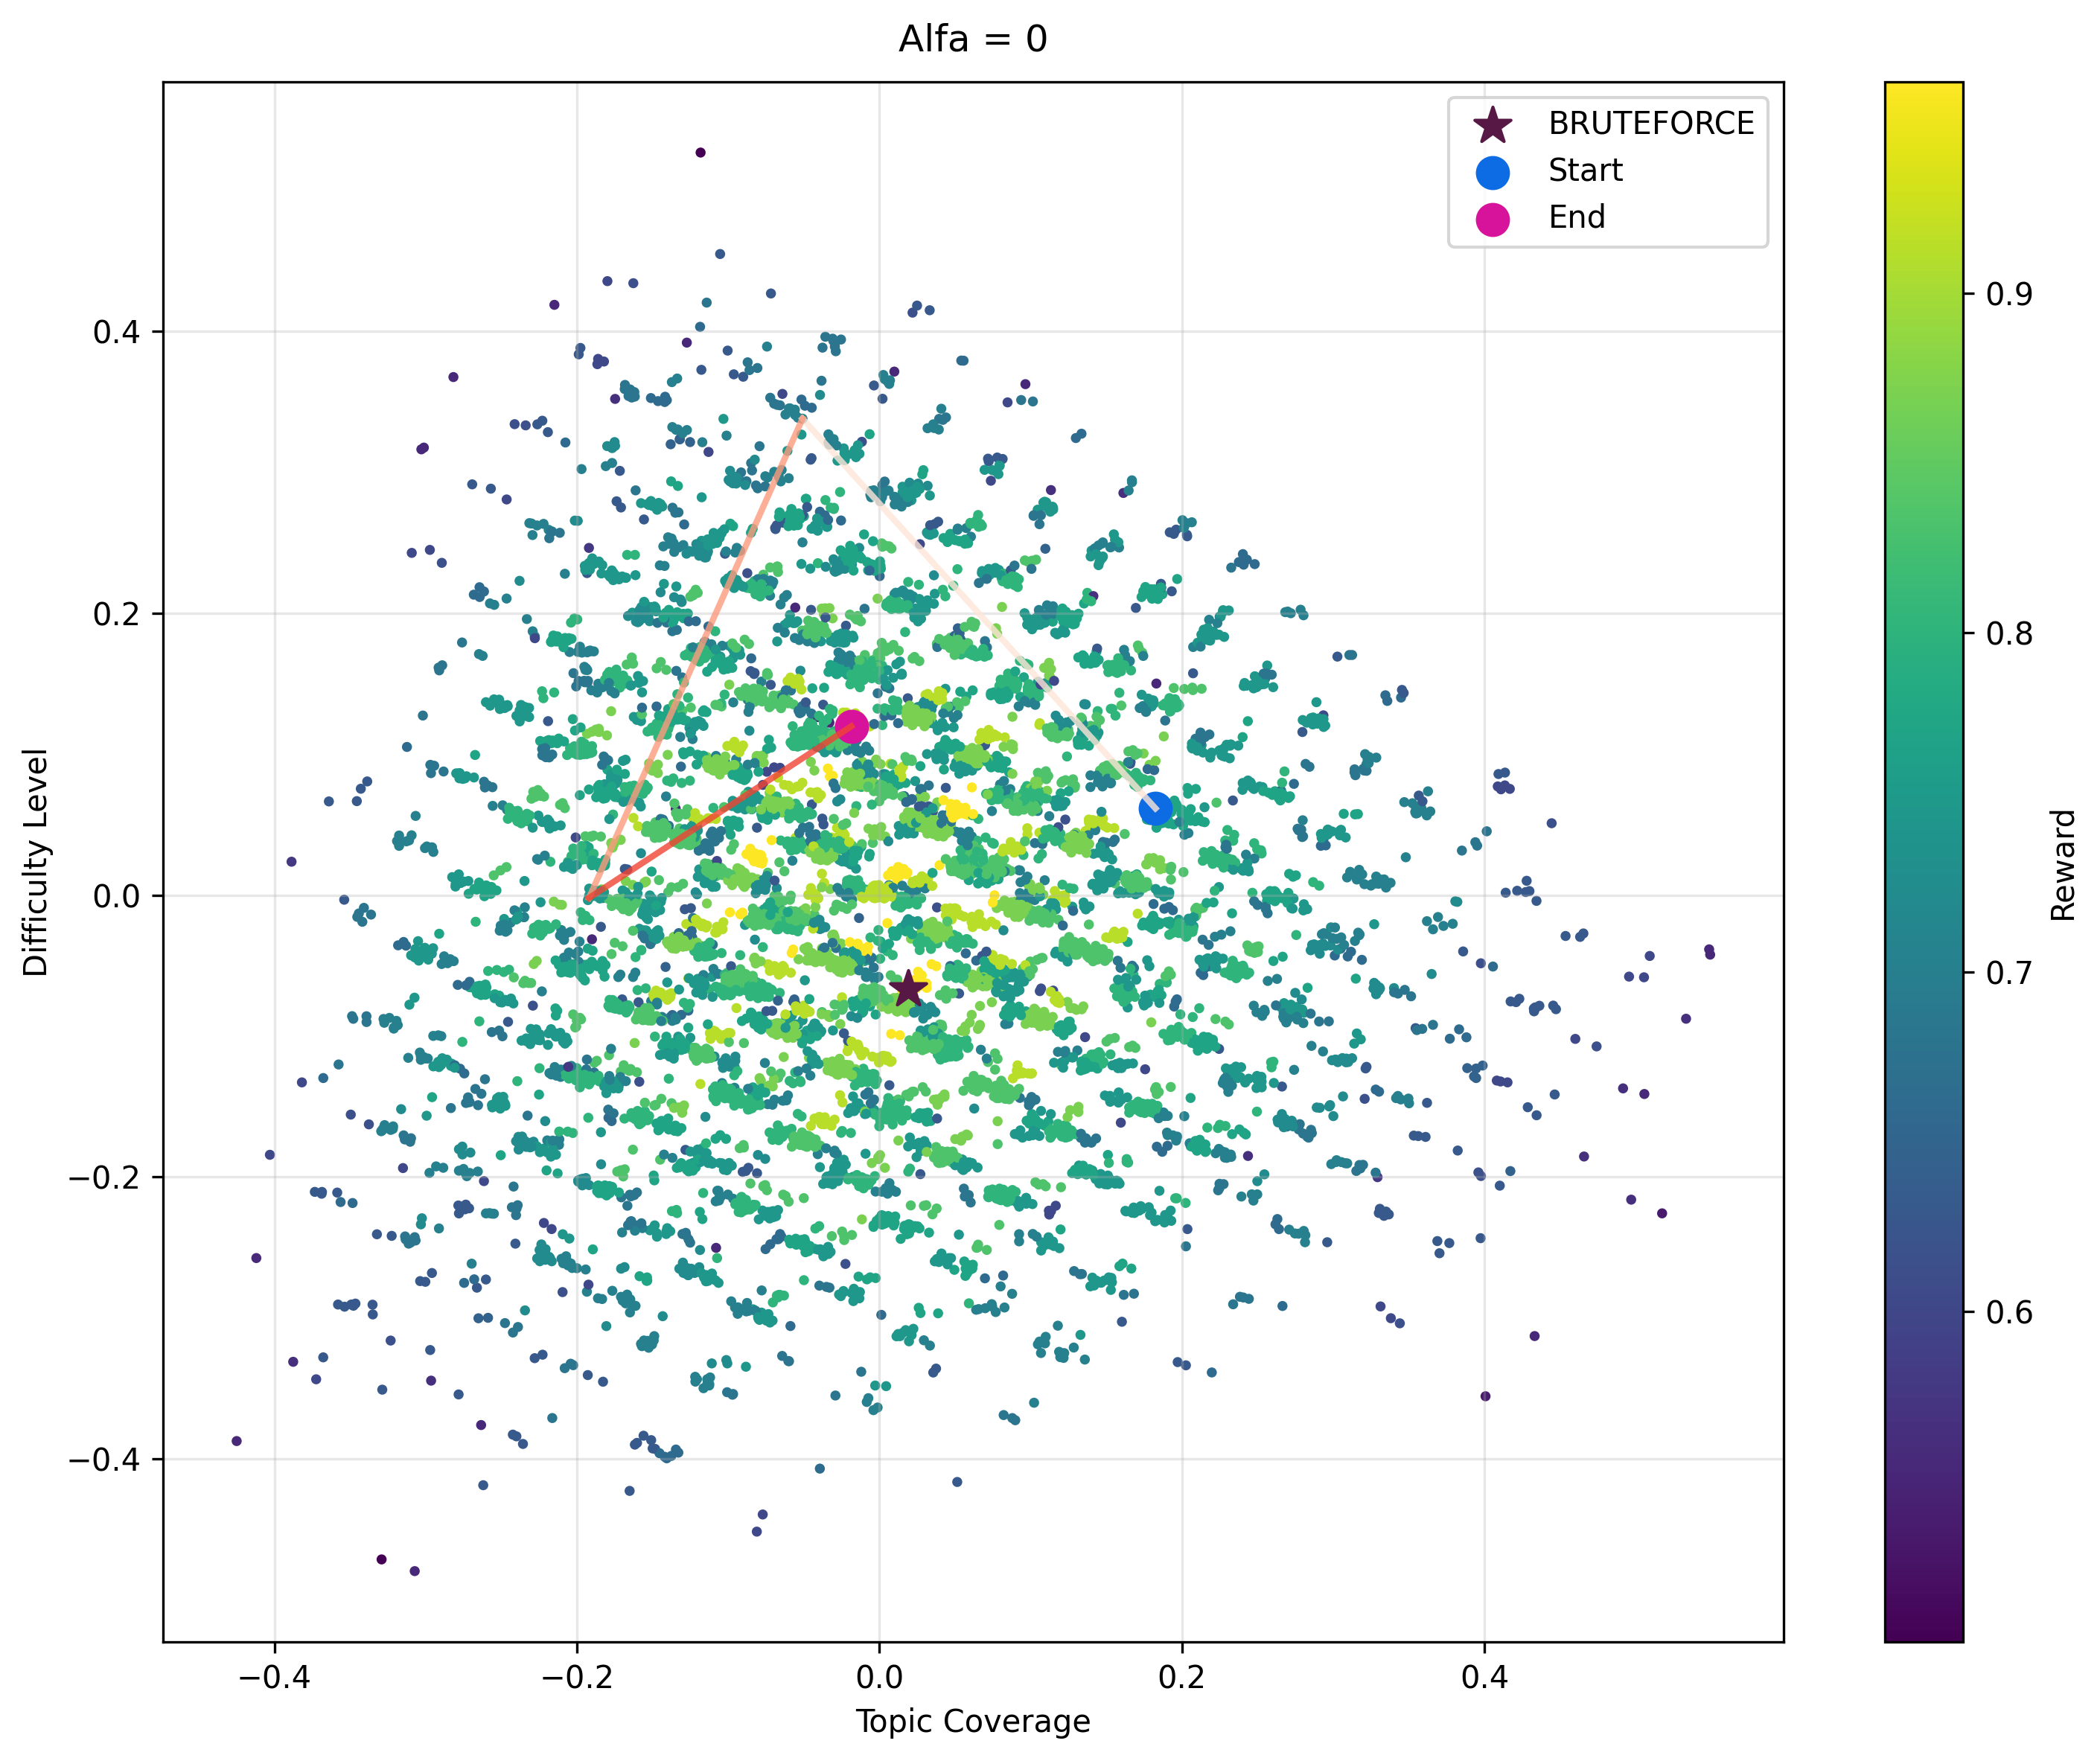 Alfa = 0
BRUTEFORCE
Start
End
Difficulty Level
0.4
0.2
0.0
−0.2
−0.4
−0.4
−0.2
0.0
0.2
0.4
Topic Coverage
0.9
0.8
0.7
0.6
Reward